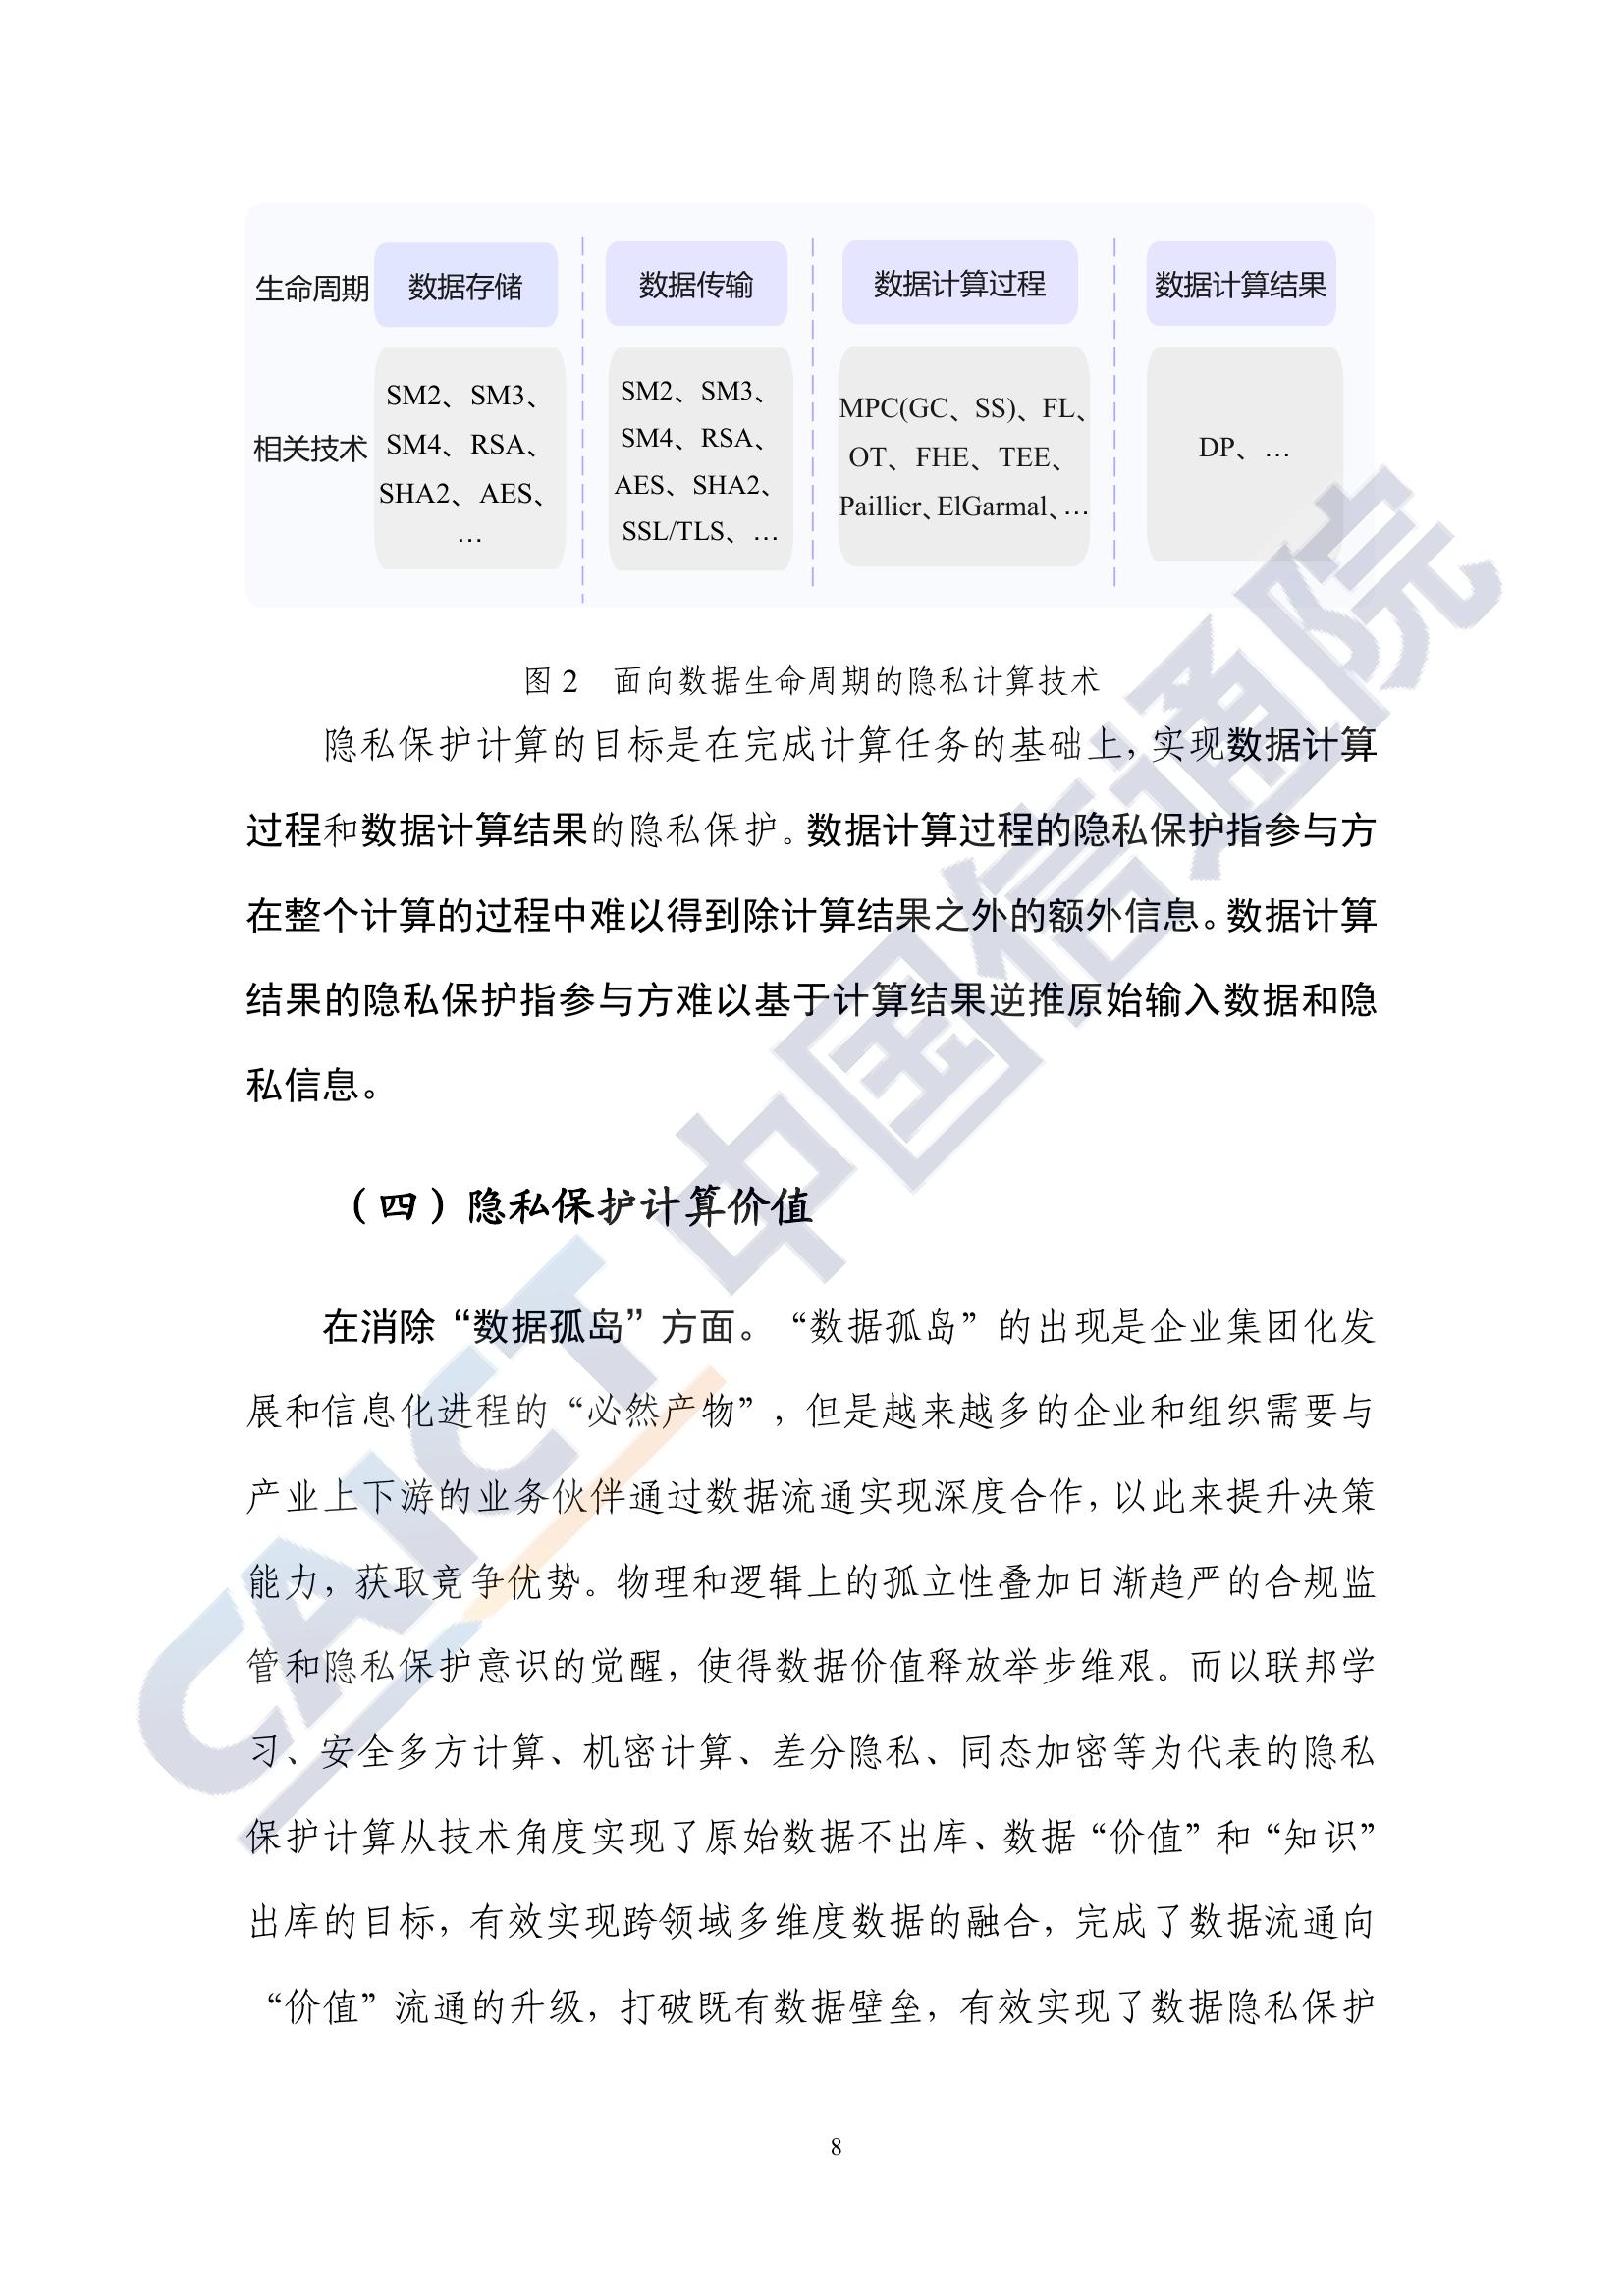 生命周期 数据存储 数据传输 数据计算过程 数据计算结果
相关技术
SM2、SM3、
SM4、RSA、
SHA2、AES、
…
SM2、SM3、
SM4、RSA、
AES、SHA2、
SSL/TLS、…
MPC(GC、SS)、FL、
OT、FHE、TEE、
Paillier、ElGarmal、…
DP、…
图 2 面向数据生命周期的隐私计算技术
隐私保护计算的目标是在完成计算任务的基础上，实现数据计算
过程和数据计算结果的隐私保护。数据计算过程的隐私保护指参与方
在整个计算的过程中难以得到除计算结果之外的额外信息。数据计算
结果的隐私保护指参与方难以基于计算结果逆推原始输入数据和隐
私信息。
（四）隐私保护计算价值
在消除“数据孤岛”方面。“数据孤岛”的出现是企业集团化发
展和信息化进程的“必然产物”，但是越来越多的企业和组织需要与
产业上下游的业务伙伴通过数据流通实现深度合作，以此来提升决策
能力，获取竞争优势。物理和逻辑上的孤立性叠加日渐趋严的合规监
管和隐私保护意识的觉醒，使得数据价值释放举步维艰。而以联邦学
习、安全多方计算、机密计算、差分隐私、同态加密等为代表的隐私
保护计算从技术角度实现了原始数据不出库、数据“价值”和“知识”
出库的目标，有效实现跨领域多维度数据的融合，完成了数据流通向
“价值”流通的升级，打破既有数据壁垒，有效实现了数据隐私保护
8
CAICT 中国信通院